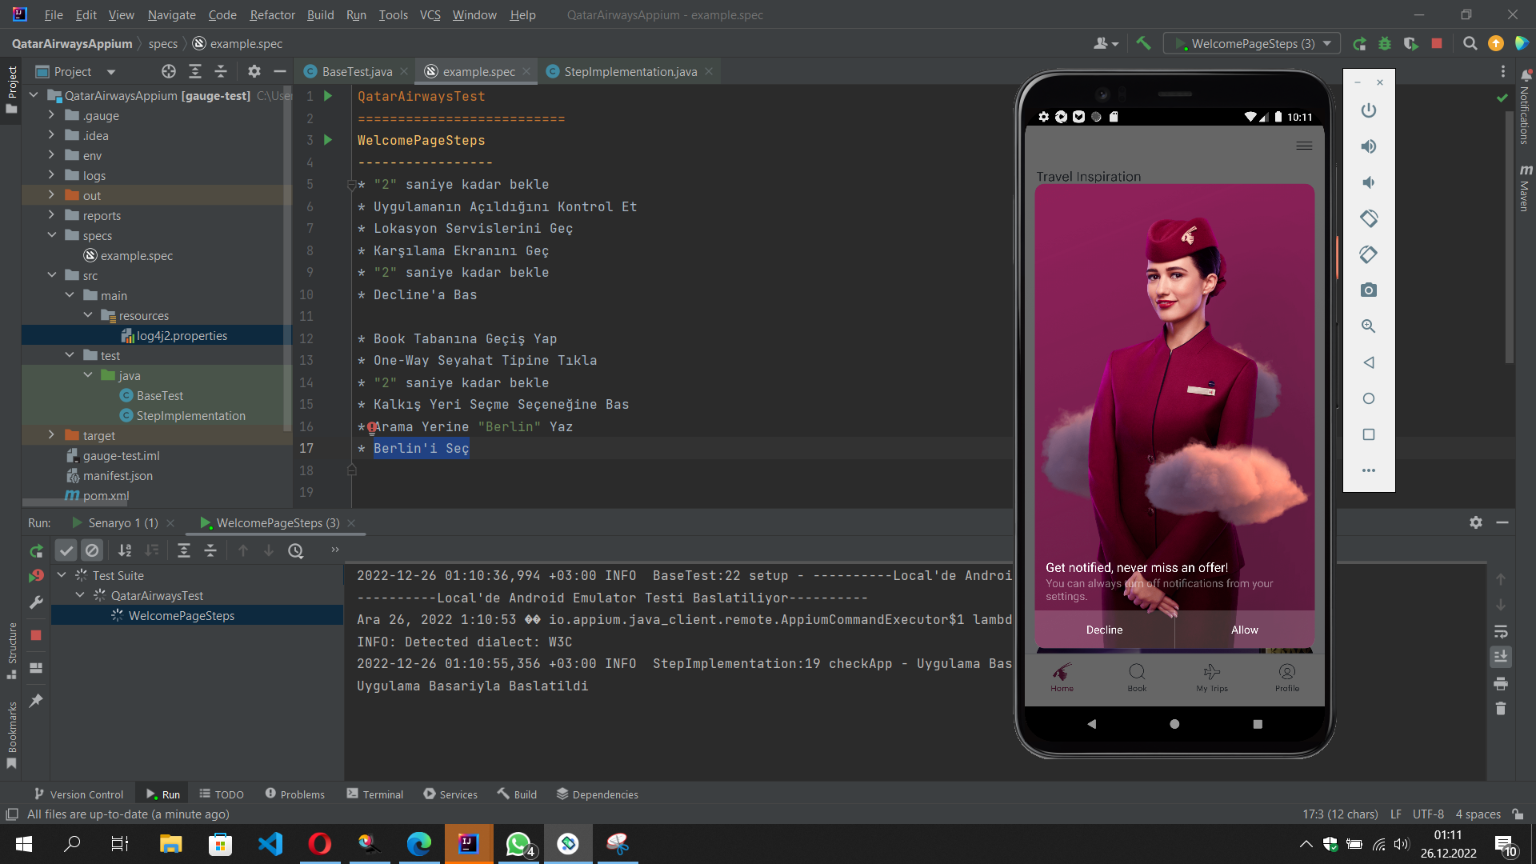 File Edit View Navigate Code Refactor Build Run Tools VCS Window Help QatarAirwaysAppium - example.spec
QatarAirwaysAppium specs example.spec WelcomePageSteps (3)
Project
BaseTest.java example.spec StepImplementation.java
QatarAirwaysAppium [gauge-test] C:\User
.gauge
.idea
env
logs
out
reports
specs
example.spec
src
main
resources
log4j2.properties
test
java
BaseTest
StepImplementation
target
gauge-test.iml
manifest.json
pom.xml
1 QatarAirwaysTest
2 ==========================
3 WelcomePageSteps
4 -----------------
5 * "2" saniye kadar bekle
6 * Uygulamanın Açıldığını Kontrol Et
7 * Lokasyon Servislerini Geç
8 * Karşılama Ekranını Geç
9 * "2" saniye kadar bekle
10 * Decline'a Bas
11
12 * Book Tabanına Geçiş Yap
13 * One-Way Seyahat Tipine Tıkla
14 * "2" saniye kadar bekle
15 * Kalkış Yeri Seçme Seçeneğine Bas
16 * Arama Yerine "Berlin" Yaz
17 * Berlin'i Seç
18
19
Project
Structure
Bookmarks
Notifications
Maven
10:11
Travel Inspiration
Get notified, never miss an offer!
You can always turn off notifications from your
settings.
Decline Allow
Home Book My Trips Profile
Run: Senaryo 1 (1) WelcomePageSteps (3)
Test Suite
QatarAirwaysTest
WelcomePageSteps
2022-12-26 01:10:36,994 +03:00 INFO BaseTest:22 setup - ----------Local'de Androi
----------Local'de Android Emulator Testi Baslatiliyor----------
Ara 26, 2022 1:10:53 �� io.appium.java_client.remote.AppiumCommandExecutor$1 lambd
INFO: Detected dialect: W3C
2022-12-26 01:10:55,356 +03:00 INFO StepImplementation:19 checkApp - Uygulama Bas
Uygulama Basariyla Baslatildi
Version Control Run TODO Problems Terminal Services Build Dependencies
All files are up-to-date (a minute ago) 17:3 (12 chars) LF UTF-8 4 spaces
4
01:11
26.12.2022
10